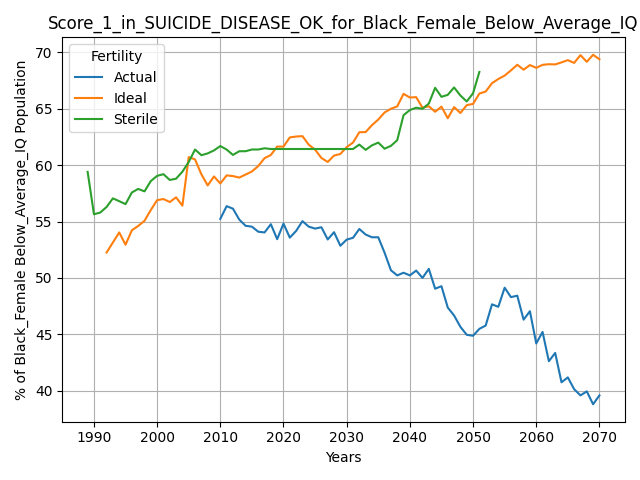 Score_1_in_SUICIDE_DISEASE_OK_for_Black_Female_Below_Average_IQ
% of Black_Female Below_Average_IQ Population
70
65
60
55
50
45
40
Fertility
Actual
Ideal
Sterile
1990 2000 2010 2020 2030 2040 2050 2060 2070
Years